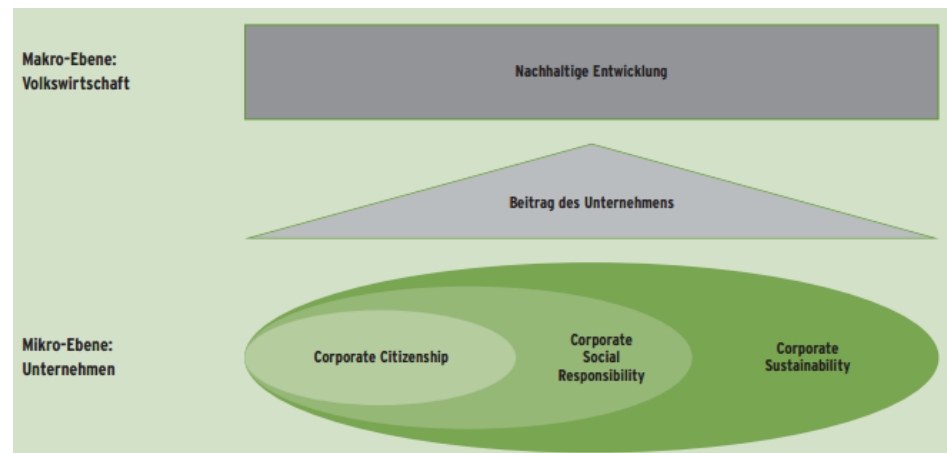 Makro-Ebene:
Volkswirtschaft
Nachhaltige Entwicklung
Beitrag des Unternehmens
Mikro-Ebene:
Unternehmen
Corporate Citizenship
Corporate
Social
Responsibility
Corporate
Sustainability